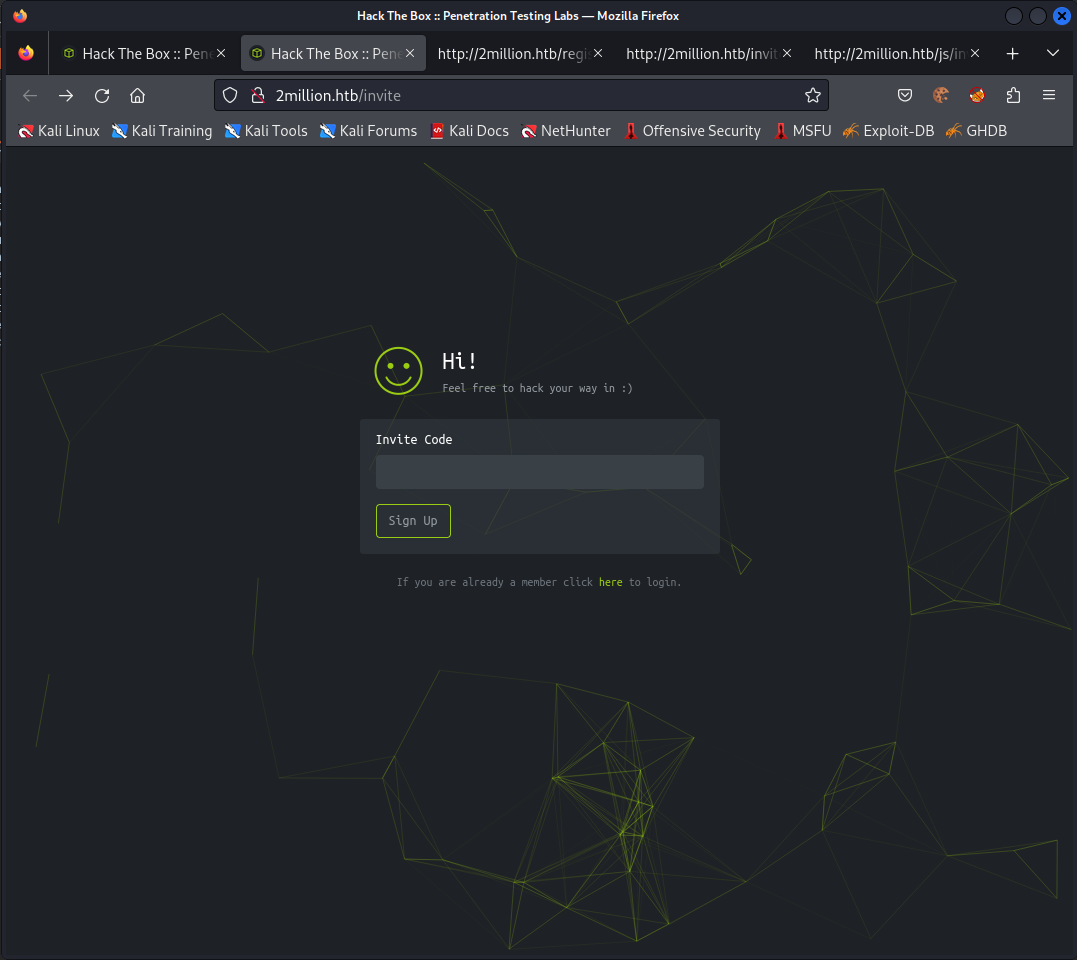 Hack The Box :: Penetration Testing Labs — Mozilla Firefox
Hack The Box :: Pene
Hack The Box :: Pene
http://2million.htb/regi
http://2million.htb/invit
http://2million.htb/js/in
2million.htb/invite
Kali Linux
Kali Training
Kali Tools
Kali Forums
Kali Docs
NetHunter
Offensive Security
MSFU
Exploit-DB
GHDB
Hi!
Feel free to hack your way in :)
Invite Code
Sign Up
If you are already a member click here to login.